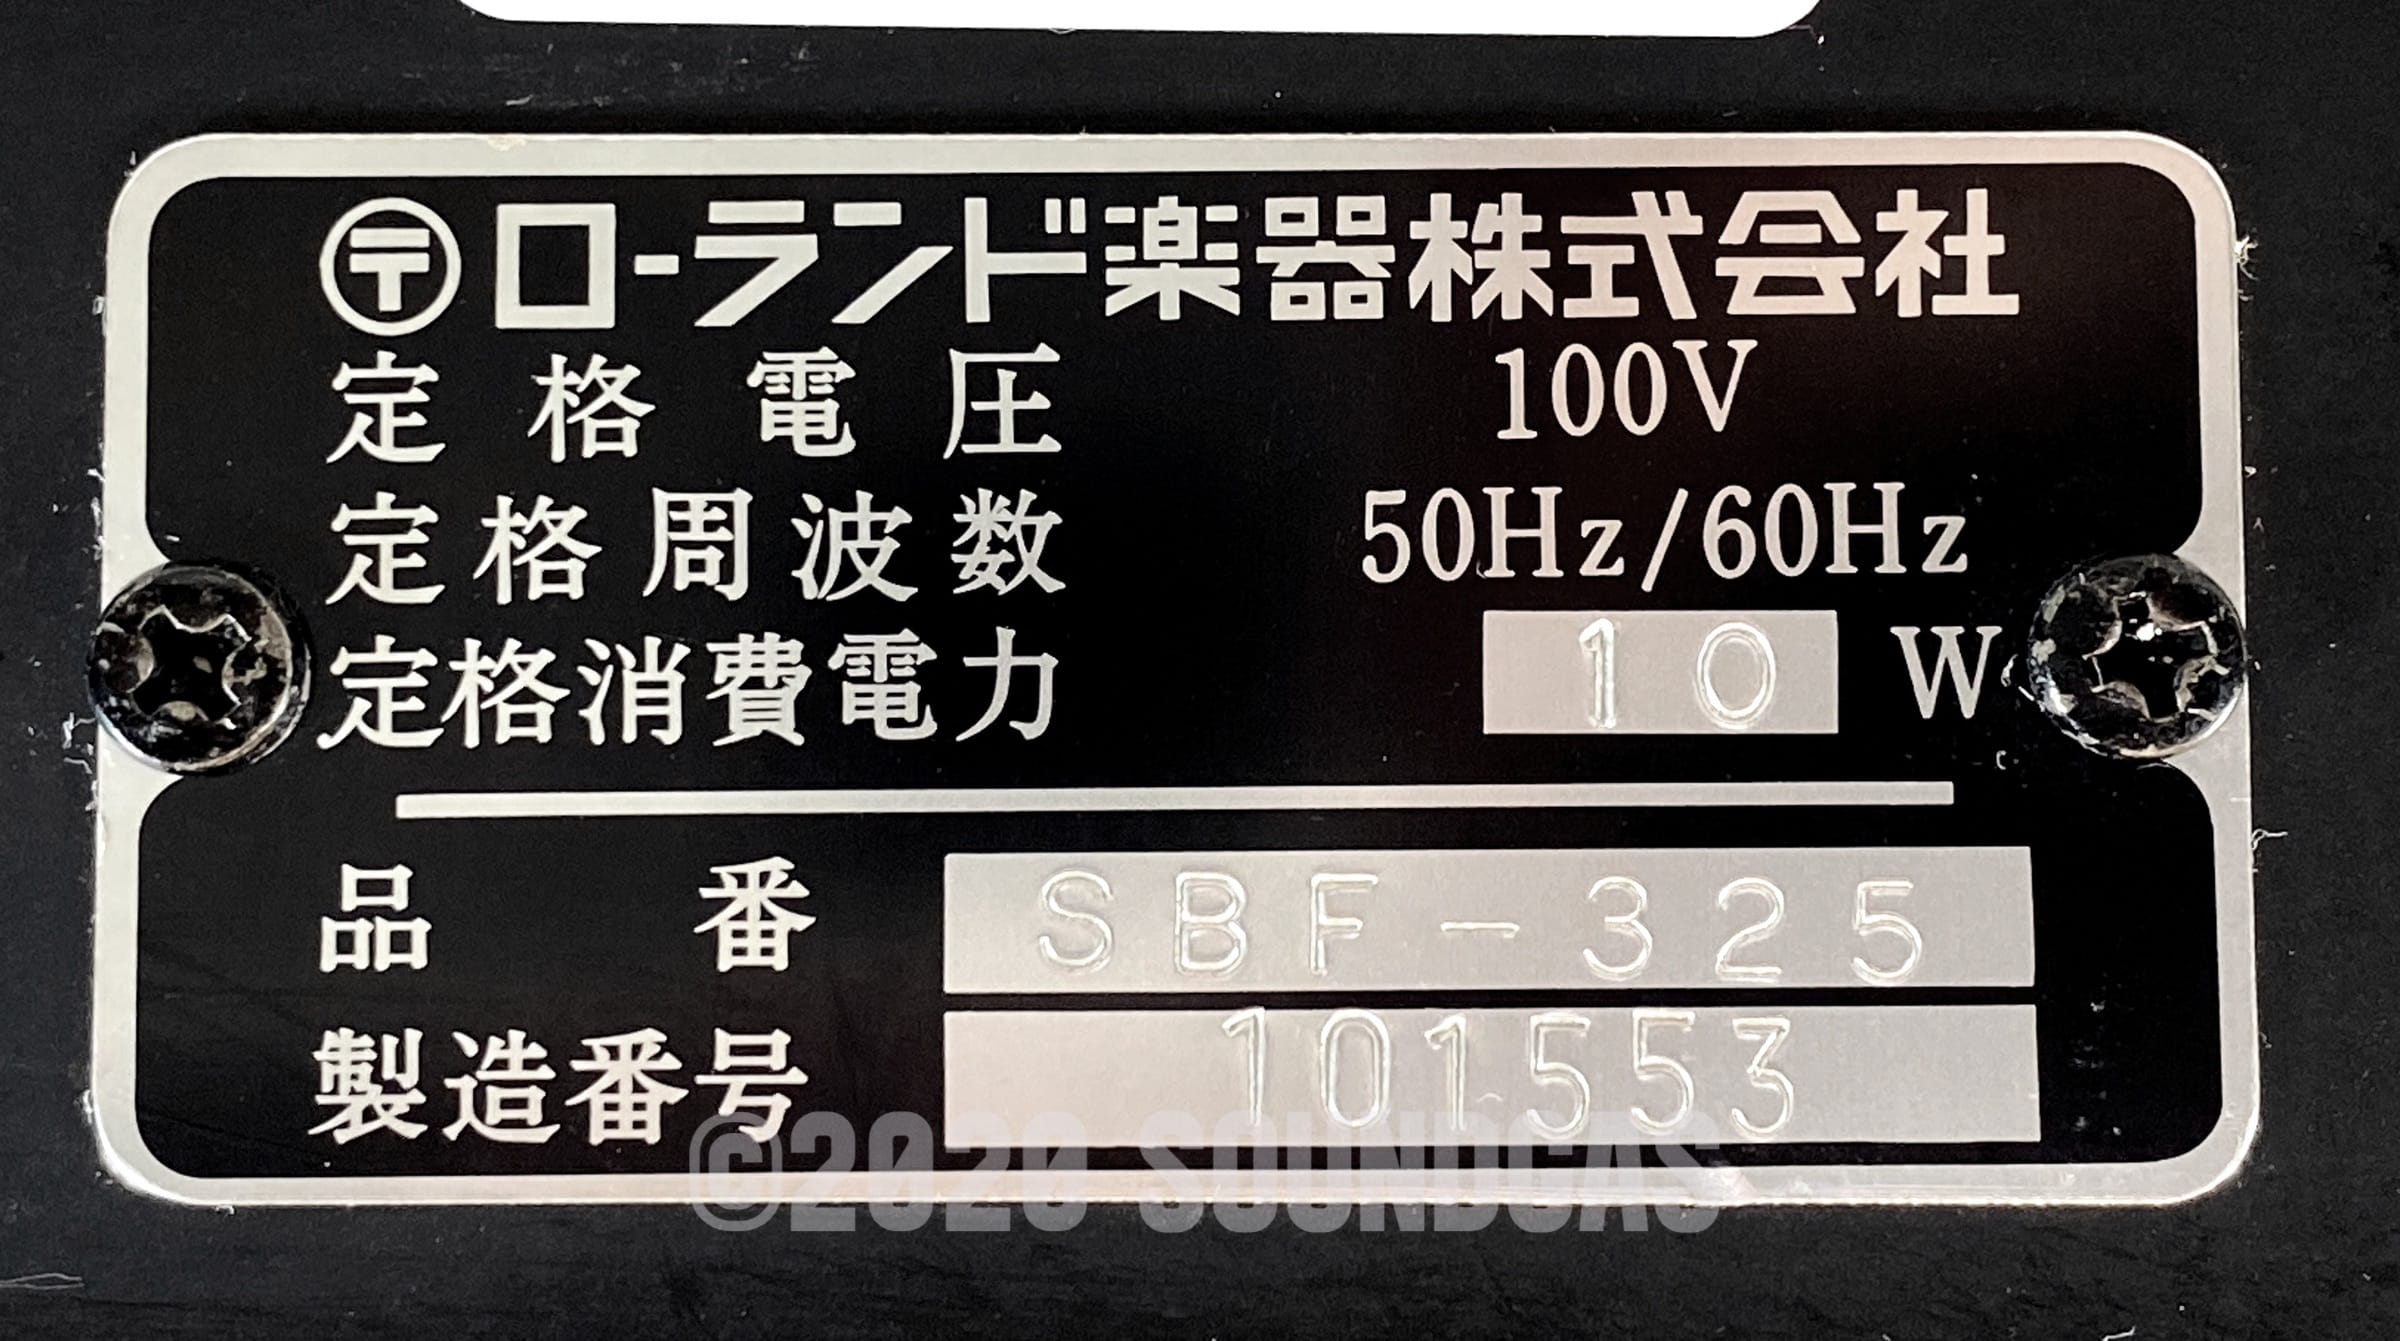 〶ローランド楽器株式会社
定格電圧 100V
定格周波数 50Hz/60Hz
定格消費電力 10 W
品番 SBF-325
製造番号 101553
©2020 SOUNDGAS